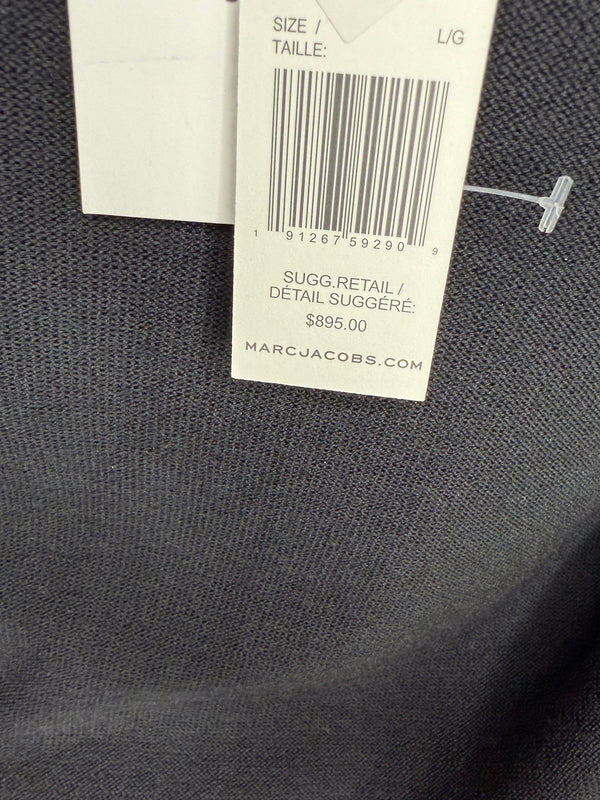 SIZE /
TAILLE:
L/G
1 91267 59290 9
SUGG.RETAIL /
DÉTAIL SUGGÉRÉ:
$895.00
MARCJACOBS.COM